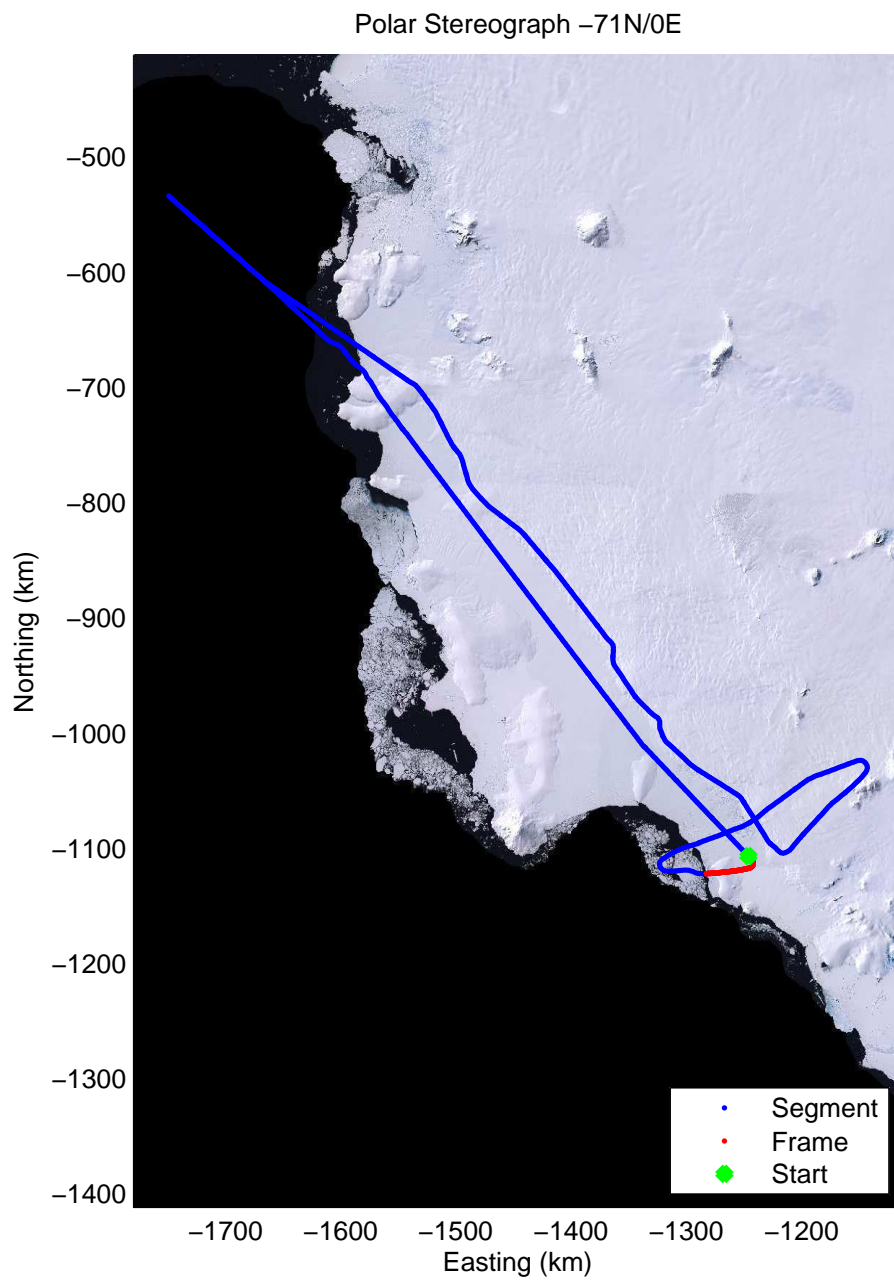 Polar Stereograph −71N/0E
−500
−600
−700
−800
−900
−1000
−1100
−1200
−1300
−1400
Northing (km)
−1700 −1600 −1500 −1400 −1300 −1200
Easting (km)
Segment
Frame
Start